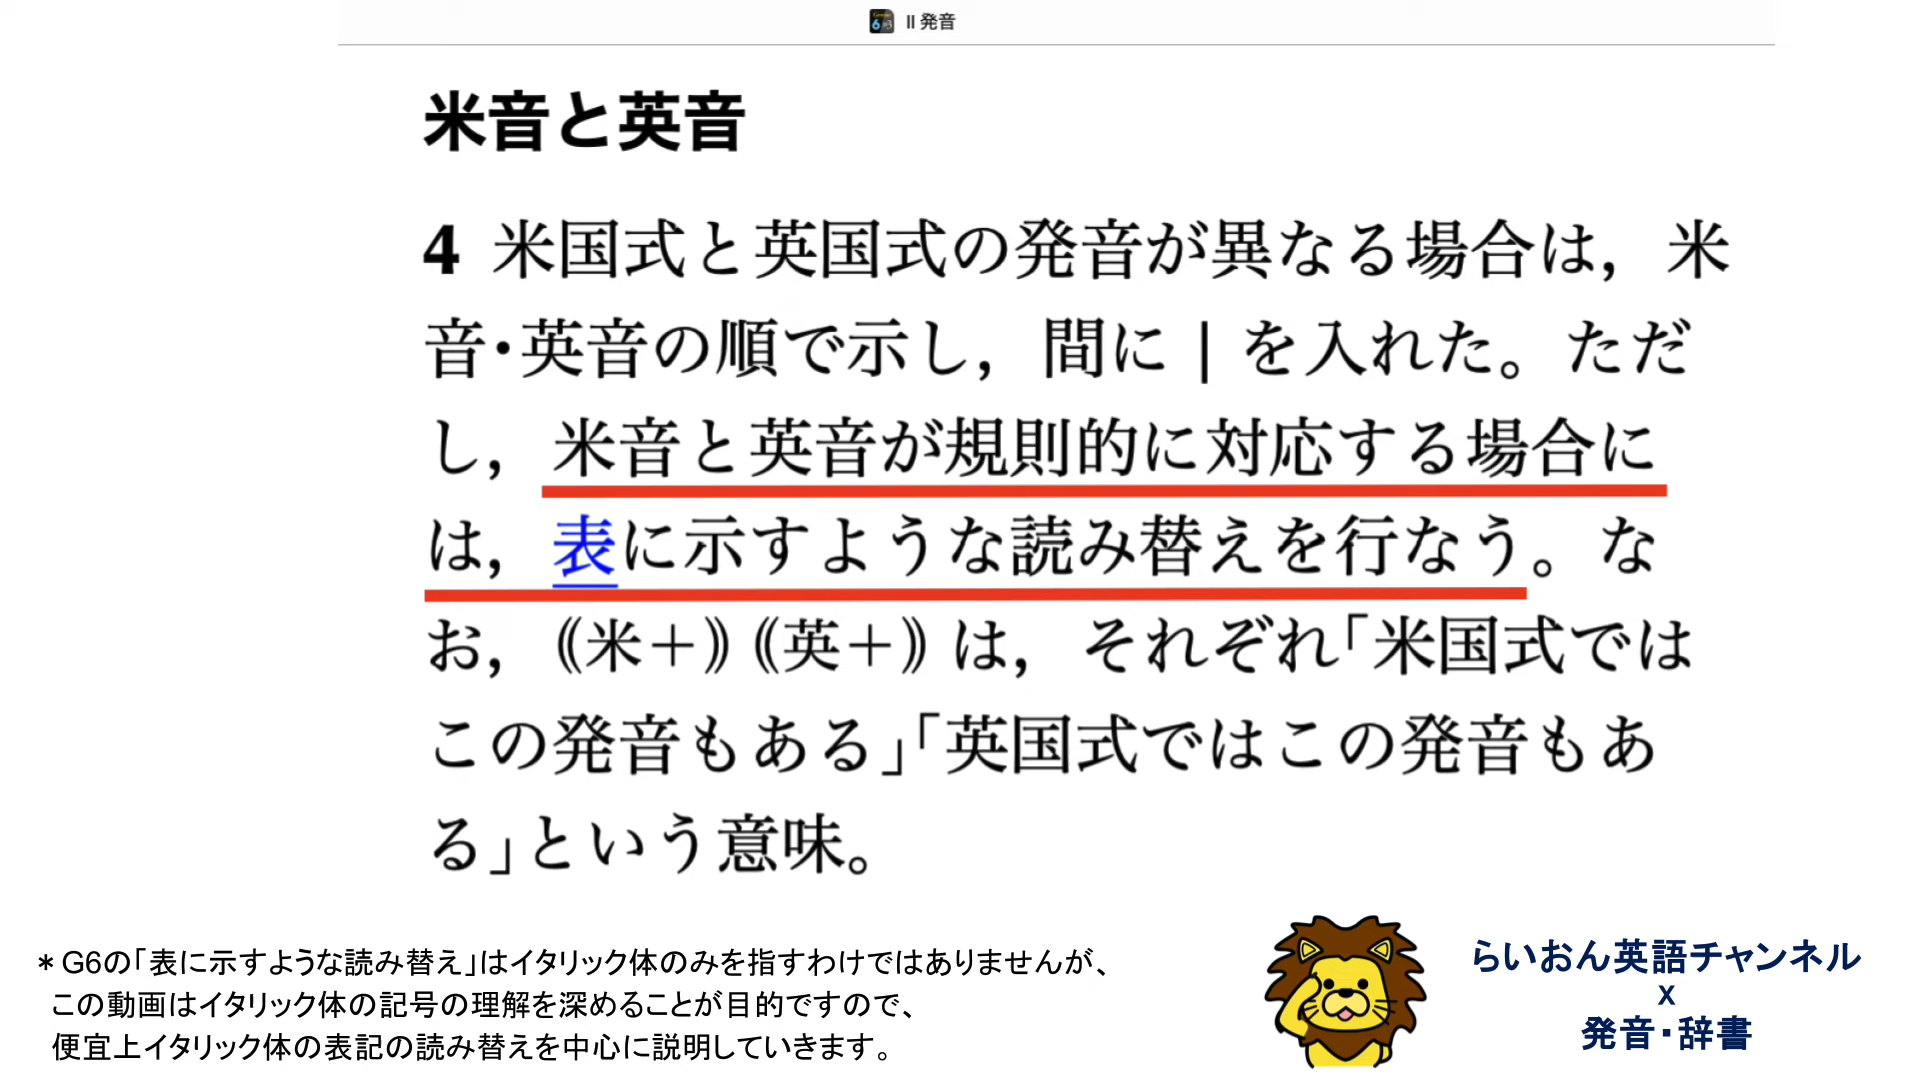 II 発音
米音と英音
4 米国式と英国式の発音が異なる場合は，米
音・英音の順で示し，間に | を入れた。ただ
し，米音と英音が規則的に対応する場合に
は，表に示すような読み替えを行なう。な
お，⸨米＋⸩⸨英＋⸩は，それぞれ「米国式では
この発音もある」「英国式ではこの発音もあ
る」という意味。
＊G6の「表に示すような読み替え」はイタリック体のみを指すわけではありませんが、
この動画はイタリック体の記号の理解を深めることが目的ですので、
便宜上イタリック体の表記の読み替えを中心に説明していきます。
らいおん英語チャンネル
x
発音・辞書